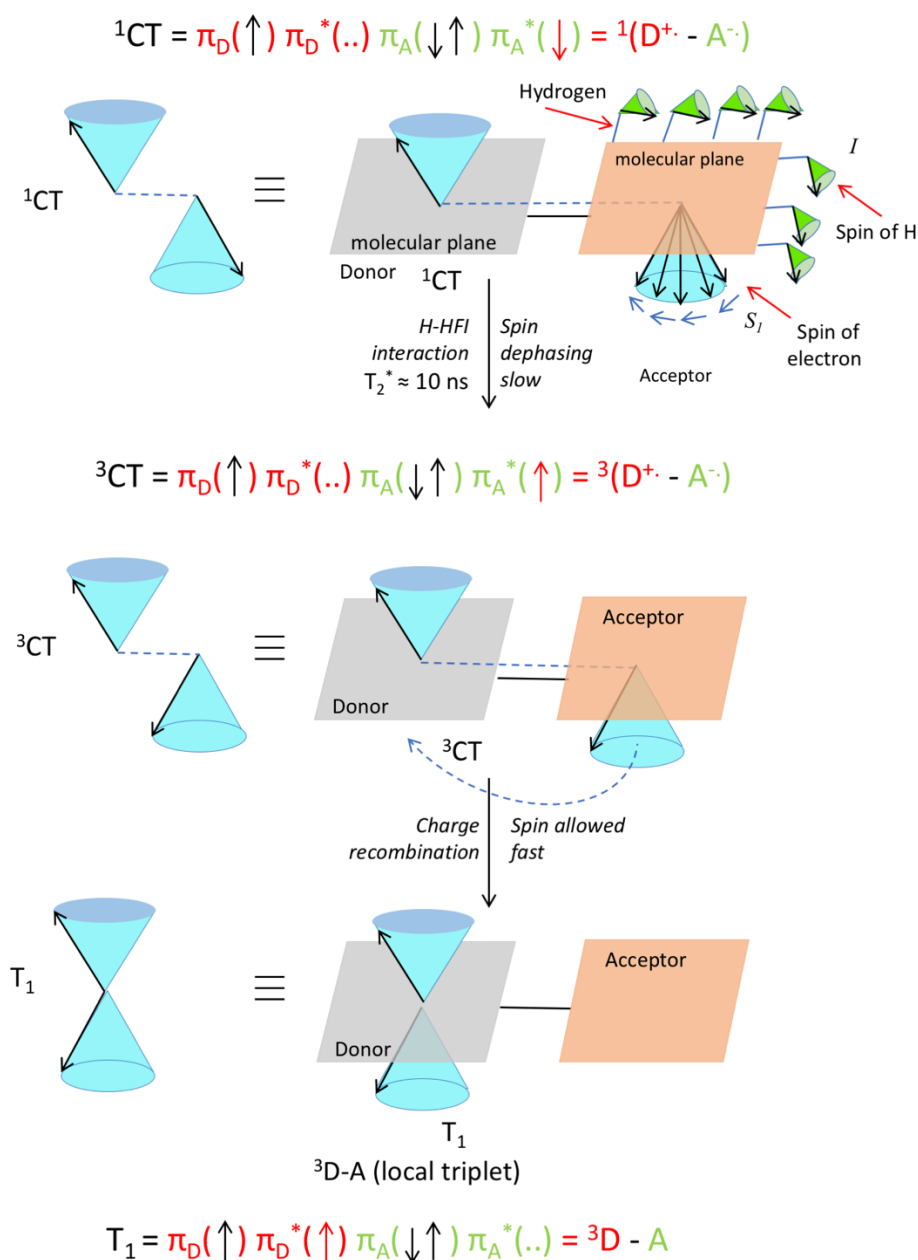 ¹CT = π_D(↑) π_D*(..) π_A(↓↑) π_A*(↓) = ¹(D⁺· - A⁻·)
Hydrogen
molecular plane
I
¹CT
≡
Spin of H
molecular plane
Donor
¹CT
S₁
Spin of
electron
Acceptor
H-HFI
interaction
T₂* ≈ 10 ns
Spin
dephasing
slow
³CT = π_D(↑) π_D*(..) π_A(↓↑) π_A*(↑) = ³(D⁺· - A⁻·)
³CT
≡
Acceptor
Donor
³CT
Charge
recombination
Spin allowed
fast
T₁
≡
Acceptor
Donor
T₁
³D-A (local triplet)
T₁ = π_D(↑) π_D*(↑) π_A(↓↑) π_A*(..) = ³D - A